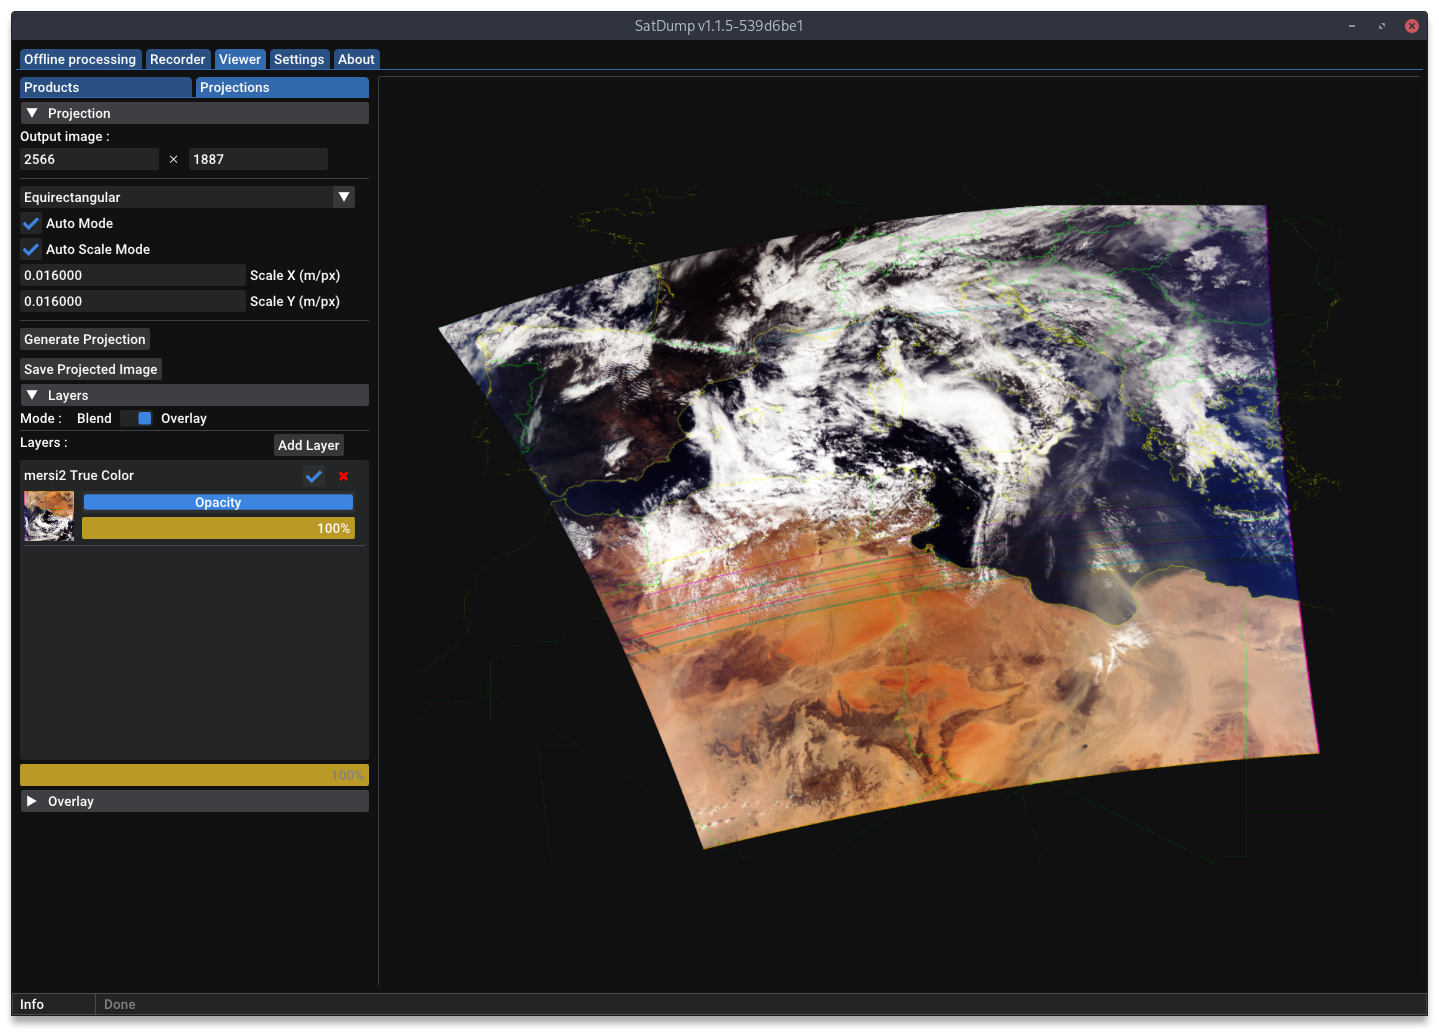 SatDump v1.1.5-539d6be1
Offline processing Recorder Viewer Settings About
Products Projections
Projection
Output image :
2566 × 1887
Equirectangular
Auto Mode
Auto Scale Mode
0.016000 Scale X (m/px)
0.016000 Scale Y (m/px)
Generate Projection
Save Projected Image
Layers
Mode : Blend Overlay
Layers : Add Layer
mersi2 True Color
Opacity
100%
100%
Overlay
Info Done